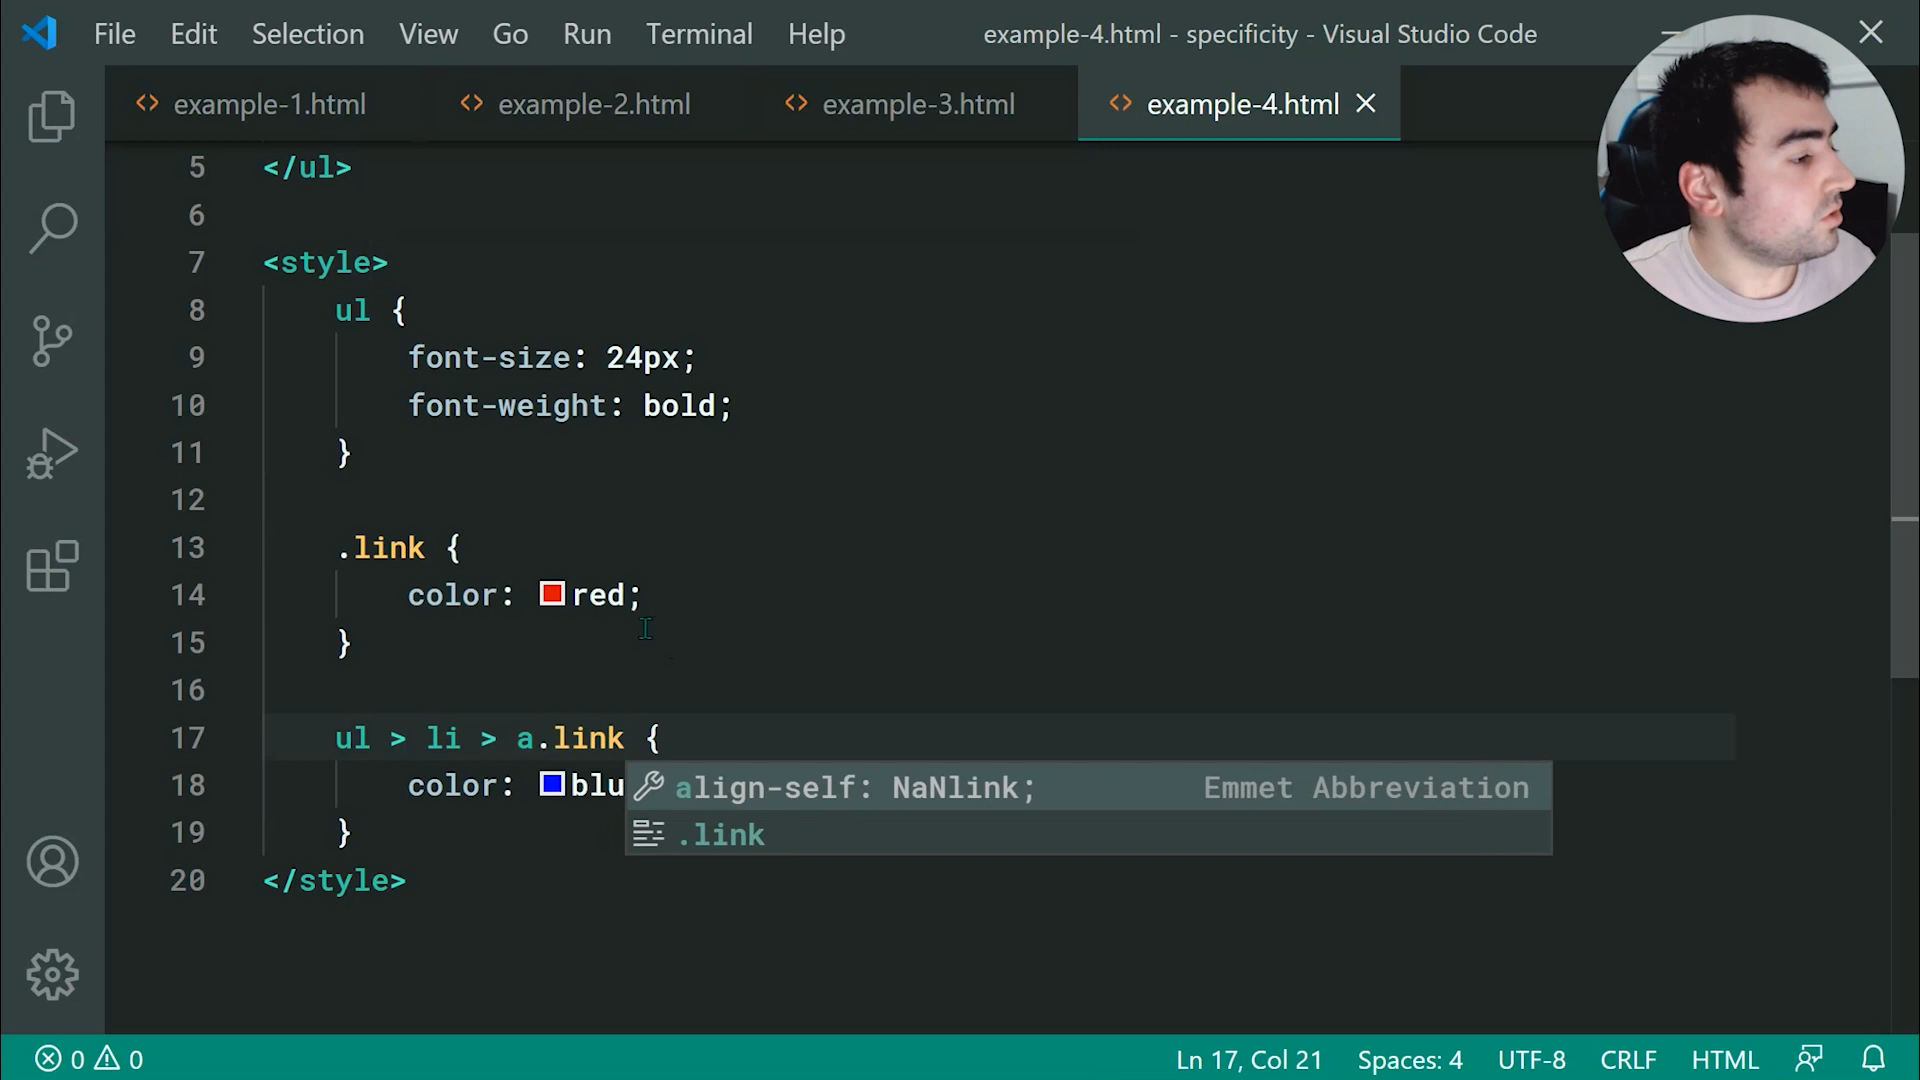 File Edit Selection View Go Run Terminal Help example-4.html - specificity - Visual Studio Code
example-1.html example-2.html example-3.html example-4.html
5 </ul>
6
7 <style>
8 ul {
9 font-size: 24px;
10 font-weight: bold;
11 }
12
13 .link {
14 color: red;
15 }
16
17 ul > li > a.link {
18 color: blu
align-self: NaNlink; Emmet Abbreviation
19 }
.link
20 </style>
0 0 Ln 17, Col 21 Spaces: 4 UTF-8 CRLF HTML